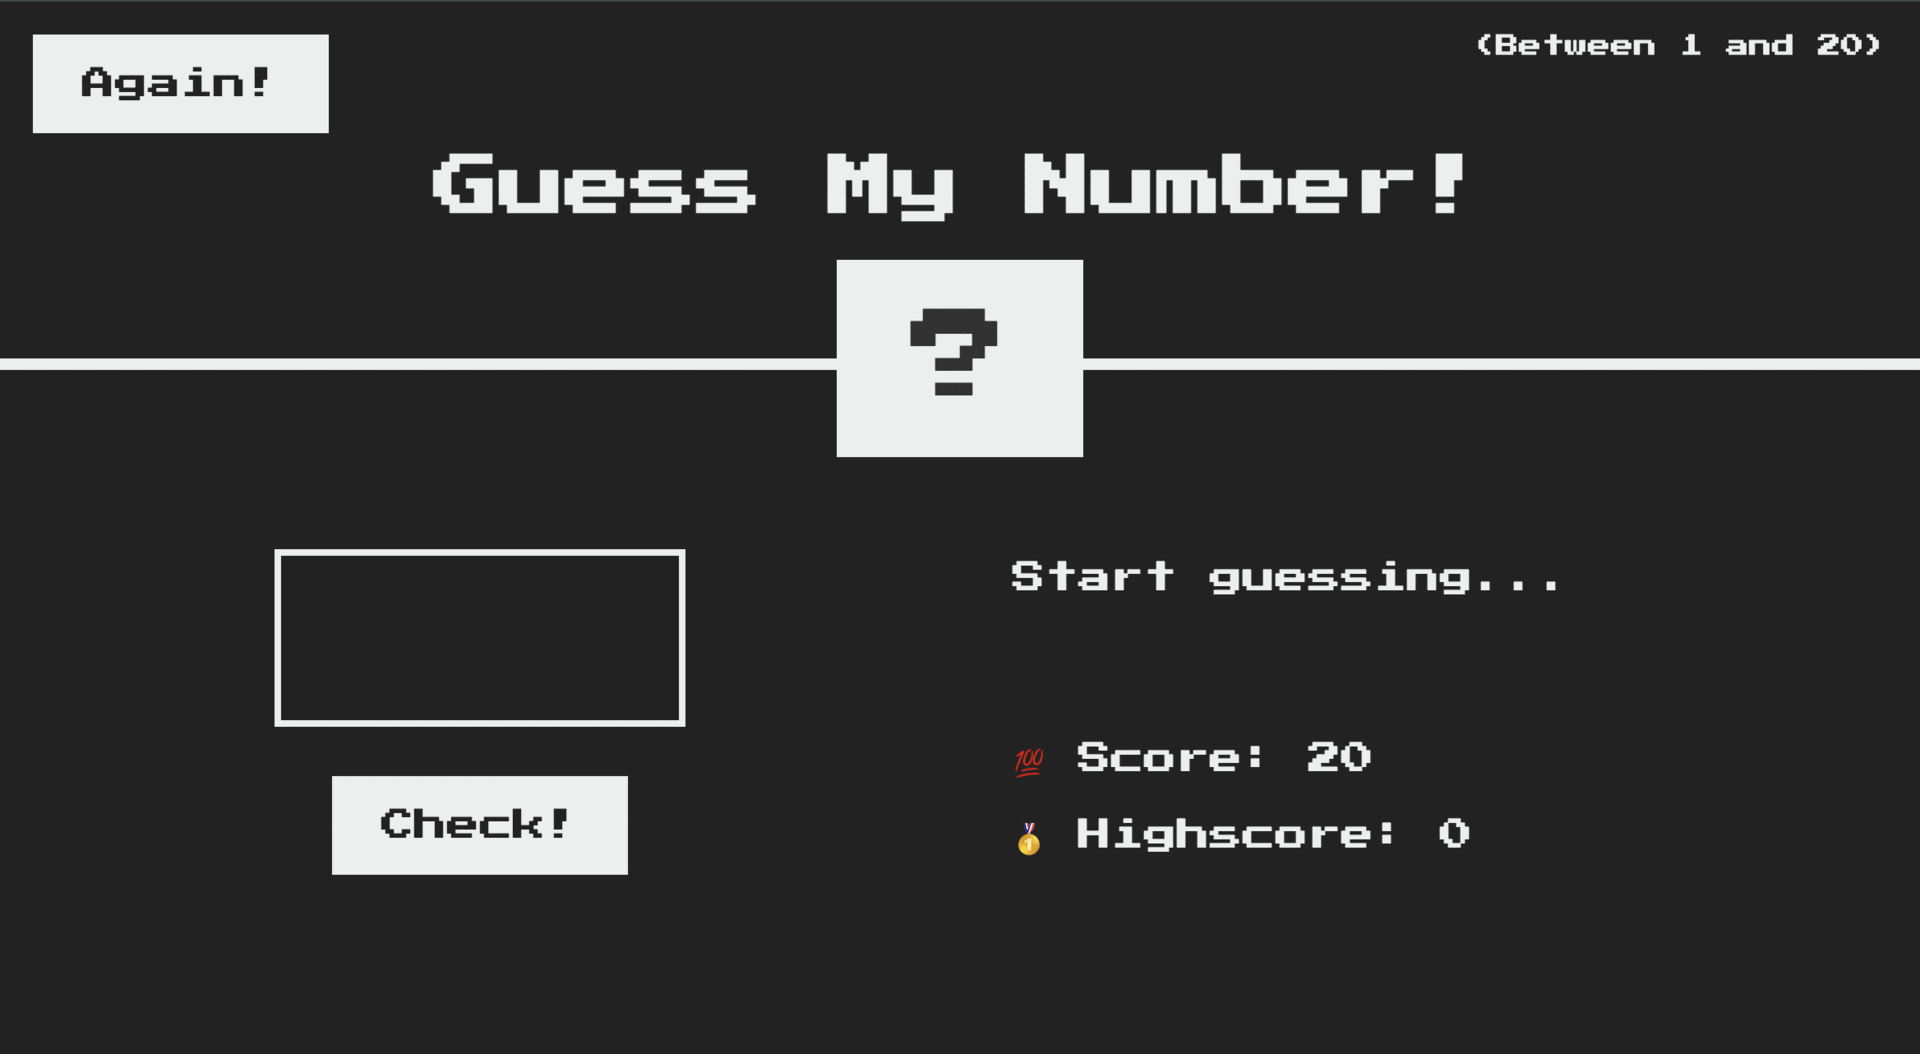 Again!
(Between 1 and 20)
Guess My Number!
?
Start guessing...
Check!
💯 Score: 20
🥇 Highscore: 0